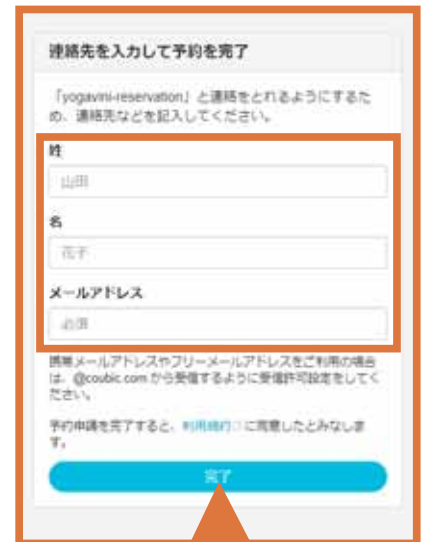 連絡先を入力して予約を完了
「yogavini-reservation」と連絡をとれるようにするた
め、連絡先などを記入してください。
姓
山田
名
花子
メールアドレス
必須
携帯メールアドレスやフリーメールアドレスをご利用の場合
は、@coubic.com から受信するように受信許可設定をしてく
ださい。
予約申請を完了すると、利用規約に同意したとみなしま
す。
完了